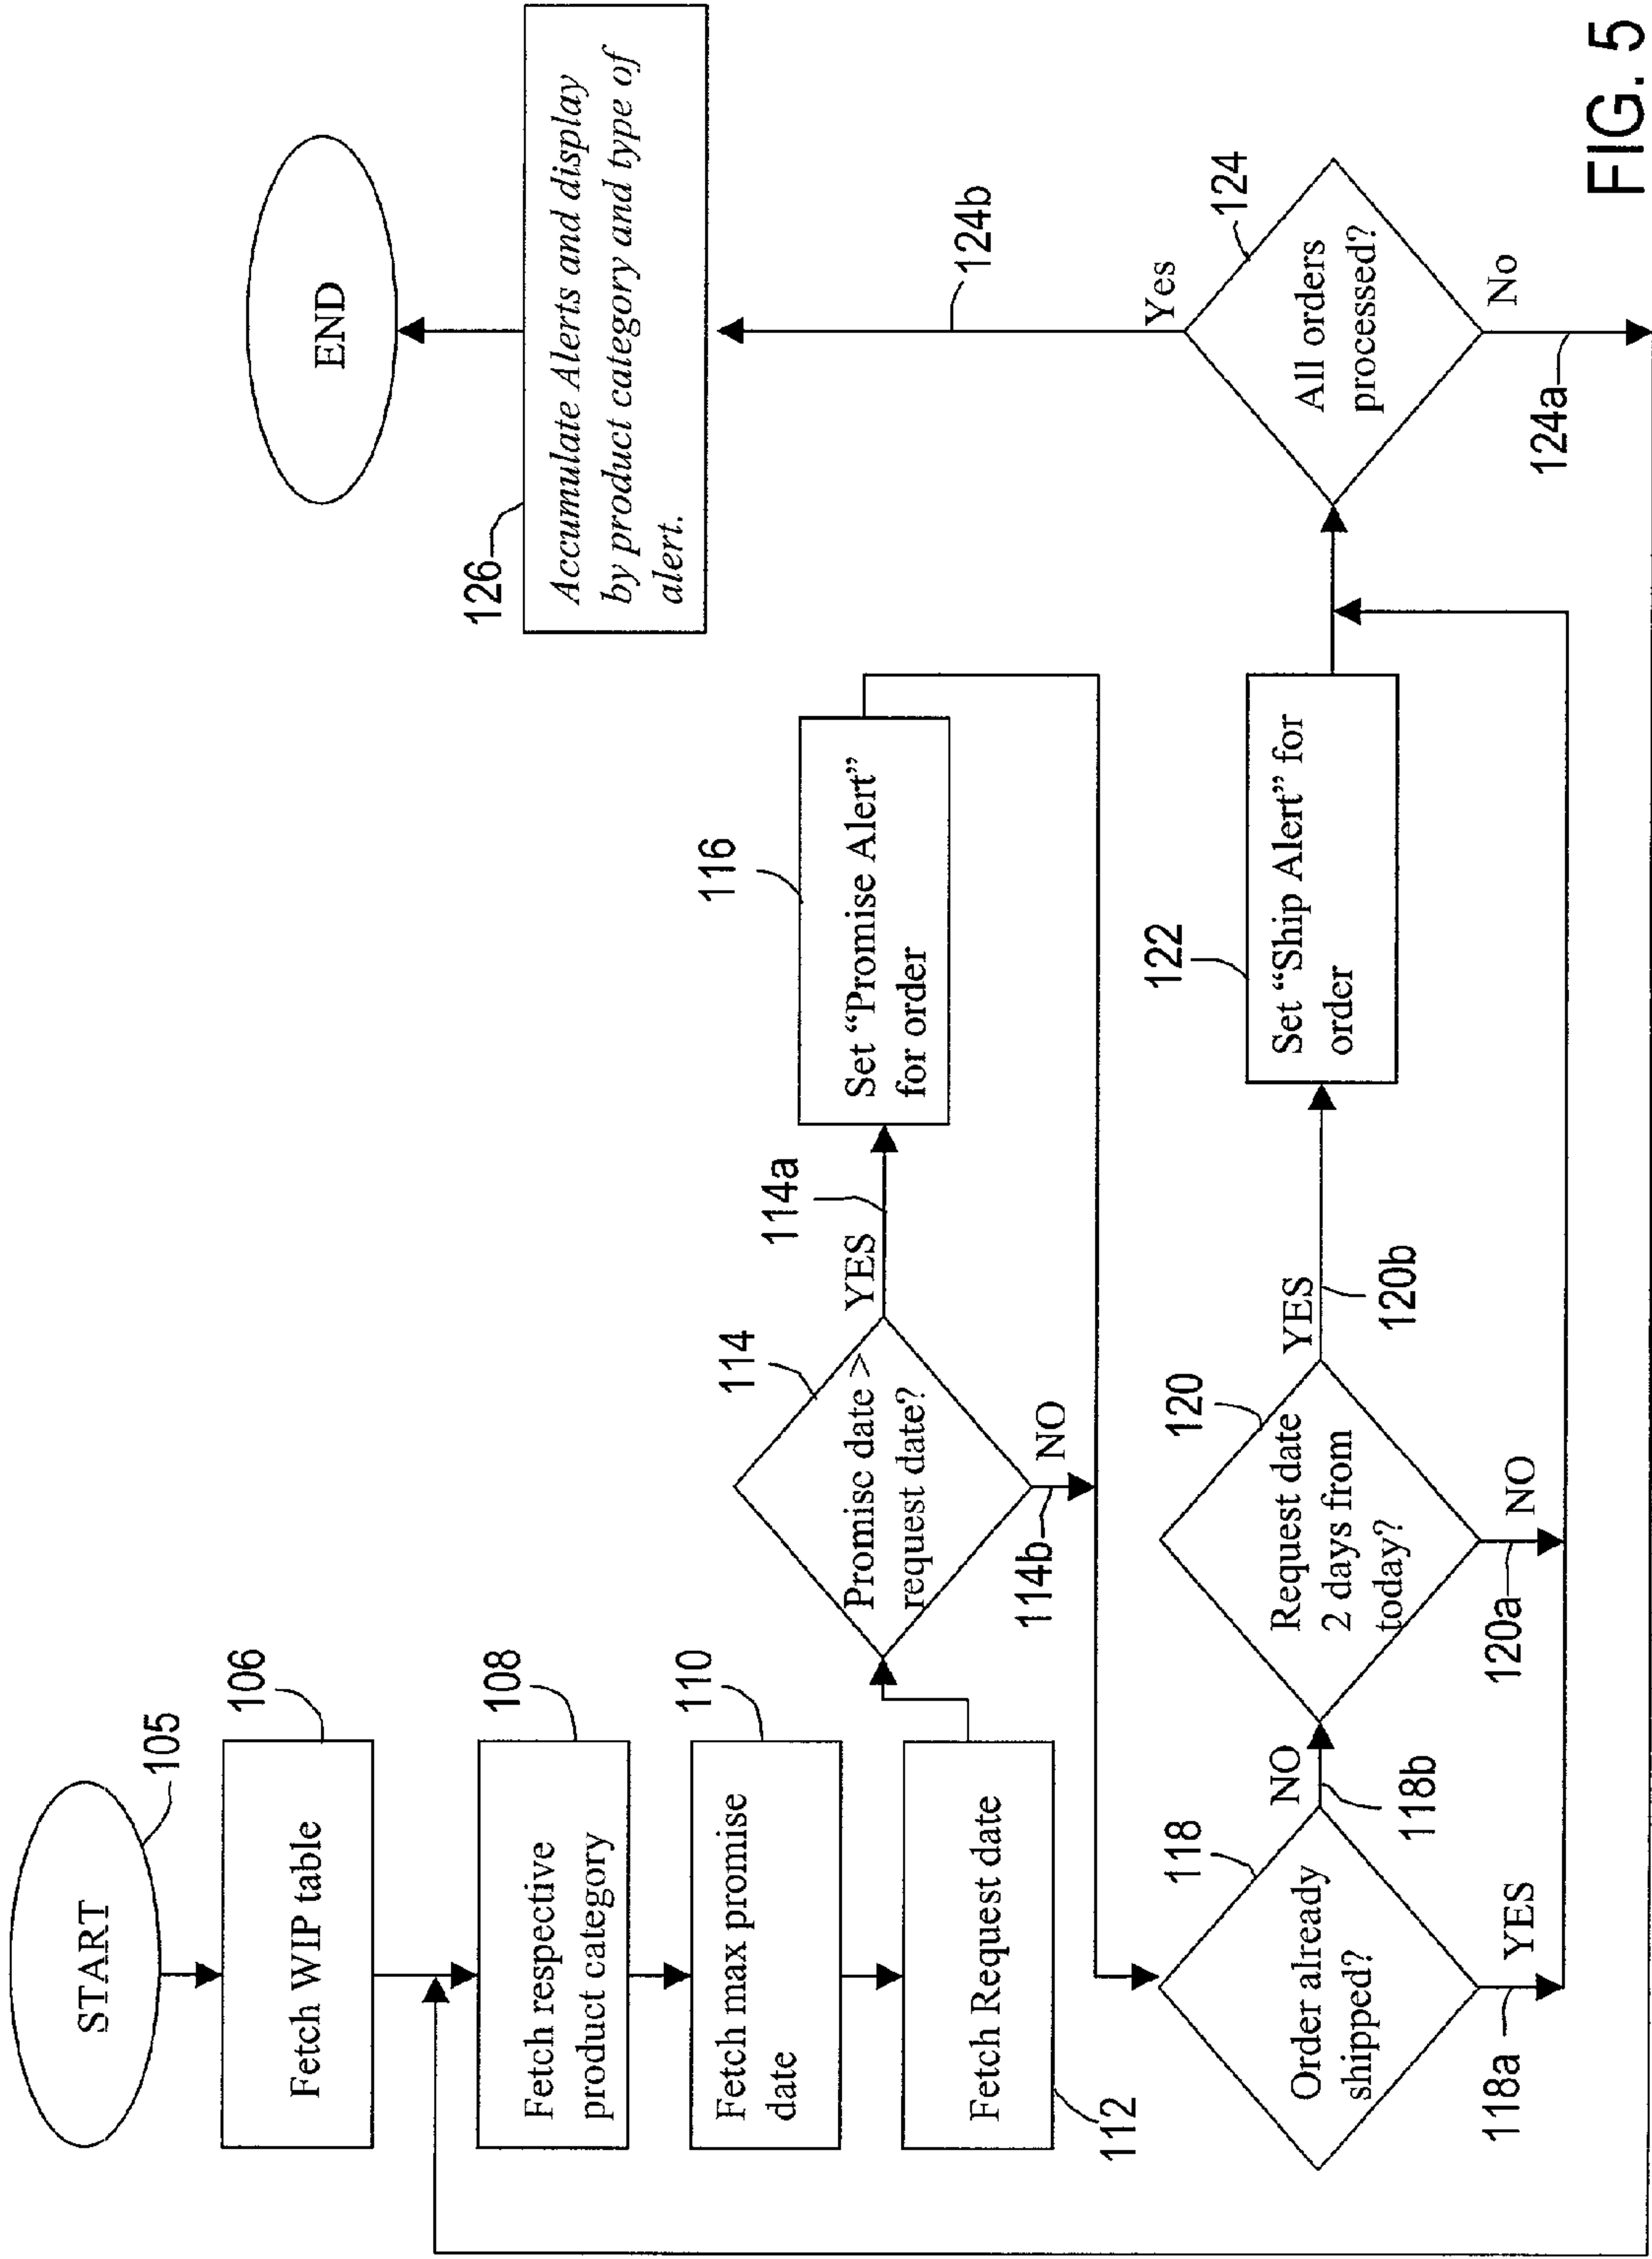 START
105
Fetch WIP table
106
Fetch respective
product category
108
Fetch max promise
date
110
Fetch Request date
112
Promise date >
request date?
114
YES
114a
NO
114b
Set “Promise Alert”
for order
116
Order already
shipped?
118
YES
118a
NO
118b
Request date
2 days from
today?
120
NO
120a
YES
120b
Set “Ship Alert” for
order
122
All orders
processed?
124
No
124a
Yes
124b
Accumulate Alerts and display
by product category and type of
alert.
126
END
FIG. 5